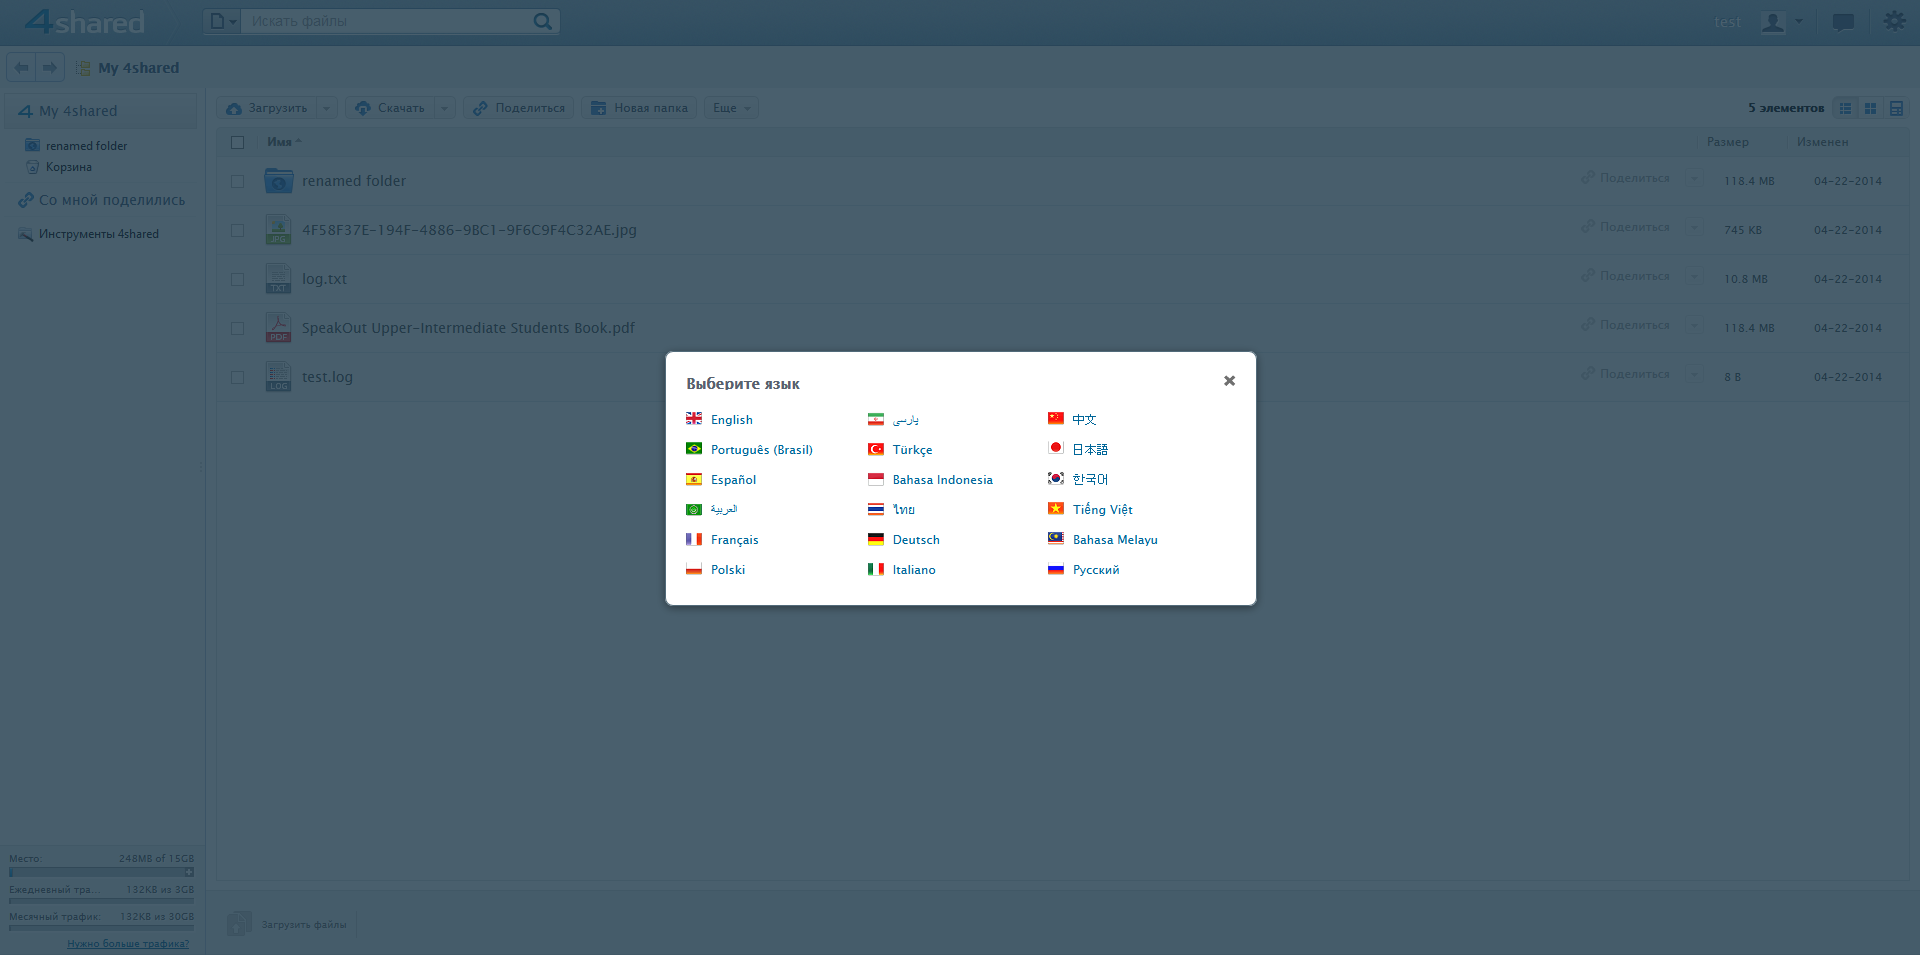 4shared
Искать файлы
test
My 4shared
My 4shared
renamed folder
Корзина
Со мной поделились
Инструменты 4shared
Загрузить Скачать Поделиться Новая папка Еще
5 элементов
Имя Размер Изменен
renamed folder Поделиться 118.4 MB 04-22-2014
4F58F37E-194F-4886-9BC1-9F6C9F4C32AE.jpg Поделиться 745 KB 04-22-2014
log.txt Поделиться 10.8 MB 04-22-2014
SpeakOut Upper-Intermediate Students Book.pdf Поделиться 118.4 MB 04-22-2014
test.log Поделиться 8 B 04-22-2014
JPG
TXT
PDF
LOG
Выберите язык
English پارسی 中文
Português (Brasil) Türkçe 日本語
Español Bahasa Indonesia 한국어
العربية ไทย Tiếng Việt
Français Deutsch Bahasa Melayu
Polski Italiano Русский
Место: 248MB of 15GB
Ежедневный тра... 132KB из 3GB
Месячный трафик: 132KB из 30GB
Нужно больше трафика?
Загрузить файлы